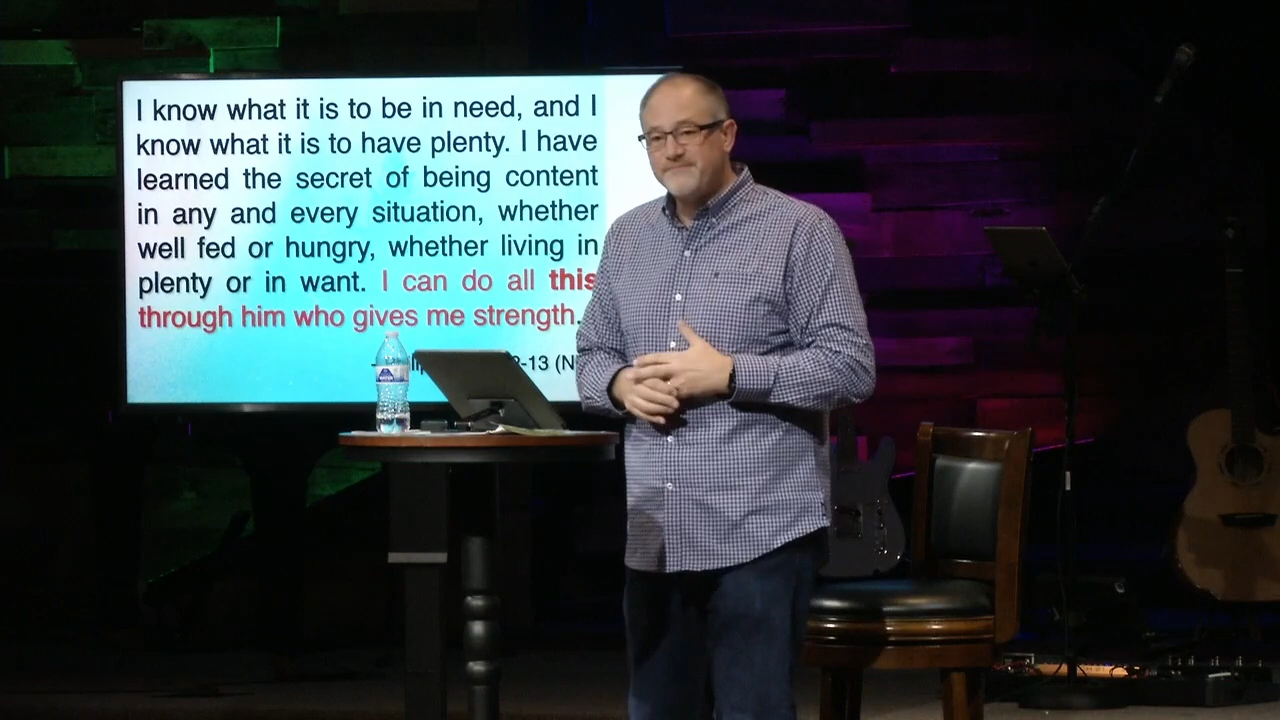 I know what it is to be in need, and I
know what it is to have plenty. I have
learned the secret of being content
in any and every situation, whether
well fed or hungry, whether living in
plenty or in want. I can do all this
through him who gives me strength.
-13 (N